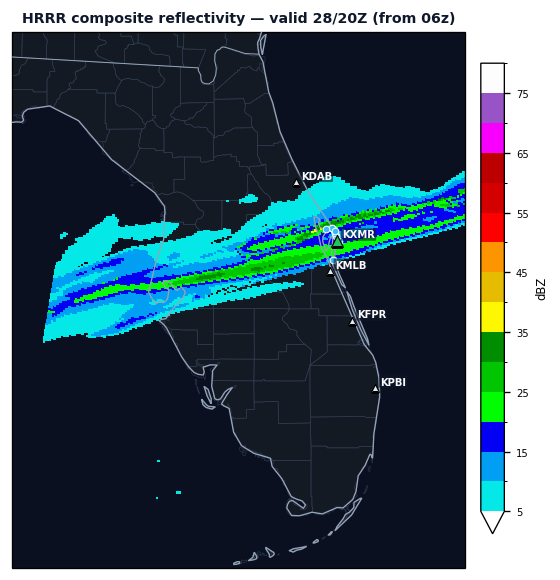 HRRR composite reflectivity — valid 28/20Z (from 06z)
75
65
55
45
35
25
15
5
dBZ
KDAB
KXMR
KMLB
KFPR
KPBI